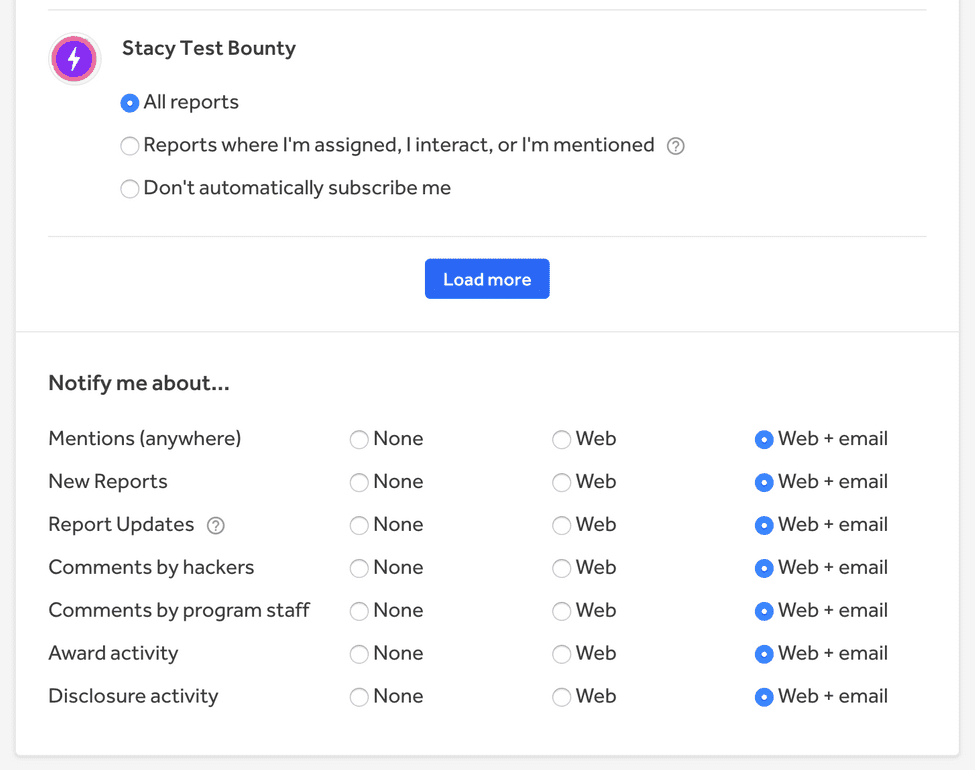 Stacy Test Bounty
All reports
Reports where I'm assigned, I interact, or I'm mentioned ?
Don't automatically subscribe me
Load more
Notify me about...
Mentions (anywhere) None Web Web + email
New Reports None Web Web + email
Report Updates ? None Web Web + email
Comments by hackers None Web Web + email
Comments by program staff None Web Web + email
Award activity None Web Web + email
Disclosure activity None Web Web + email